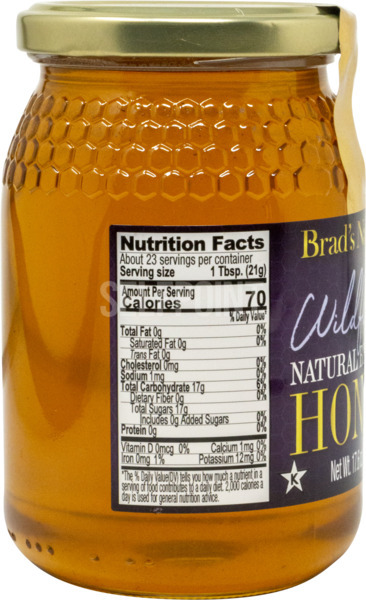 Nutrition Facts
About 23 servings per container
Serving size 1 Tbsp. (21g)
Amount Per Serving
Calories 70
% Daily Value*
Total Fat 0g 0%
Saturated Fat 0g 0%
Trans Fat 0g
Cholesterol 0mg 0%
Sodium 1mg 0%
Total Carbohydrate 17g 6%
Dietary Fiber 0g 0%
Total Sugars 17g
Includes 0g Added Sugars 0%
Protein 0g 0%
Vitamin D 0mcg 0% Calcium 1mg 0%
Iron 0mg 1% Potassium 12mg 0%
*The % Daily Value(DV) tells you how much a nutrient in a
serving of food contributes to a daily diet. 2,000 calories a
day is used for general nutrition advice.
Brad's
NATURAL
HON
Net Wt. 17.6
K